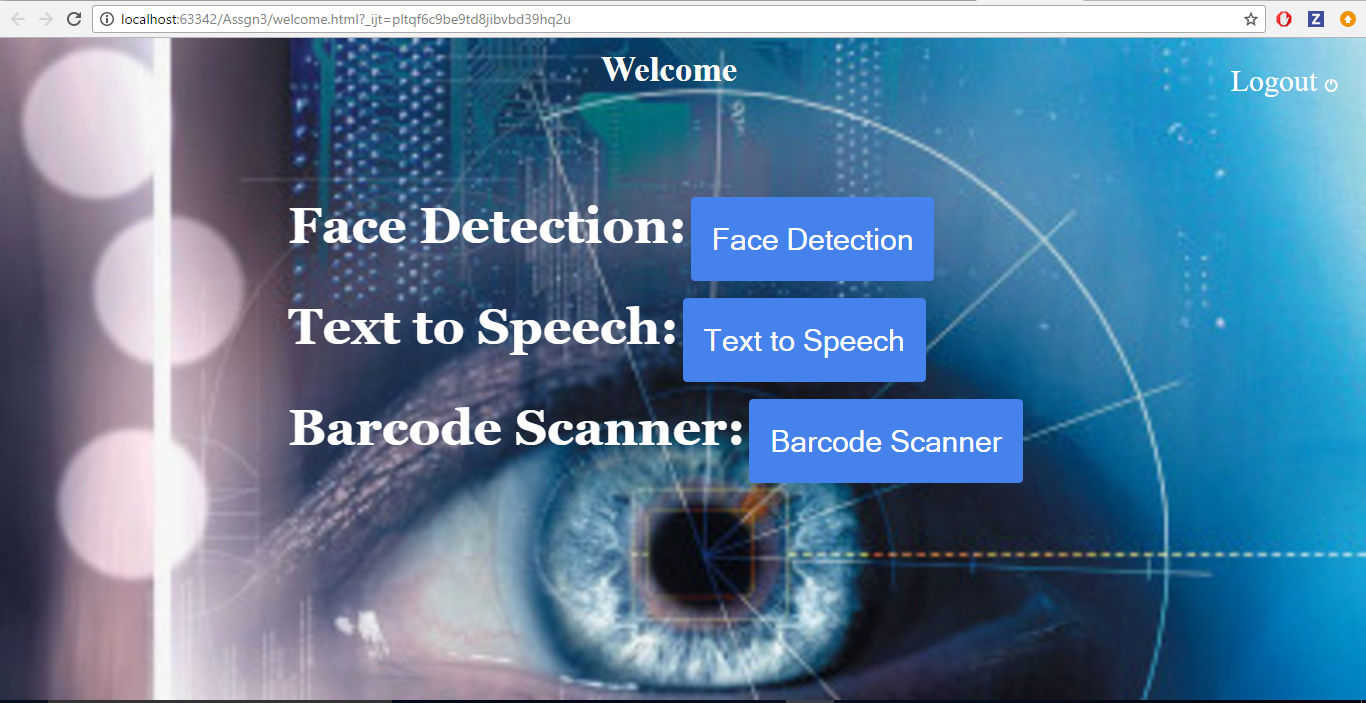 localhost:63342/Assgn3/welcome.html?_ijt=pltqf6c9be9td8jibvbd39hq2u
Z
Welcome
Logout
Face Detection: Face Detection
Text to Speech: Text to Speech
Barcode Scanner: Barcode Scanner